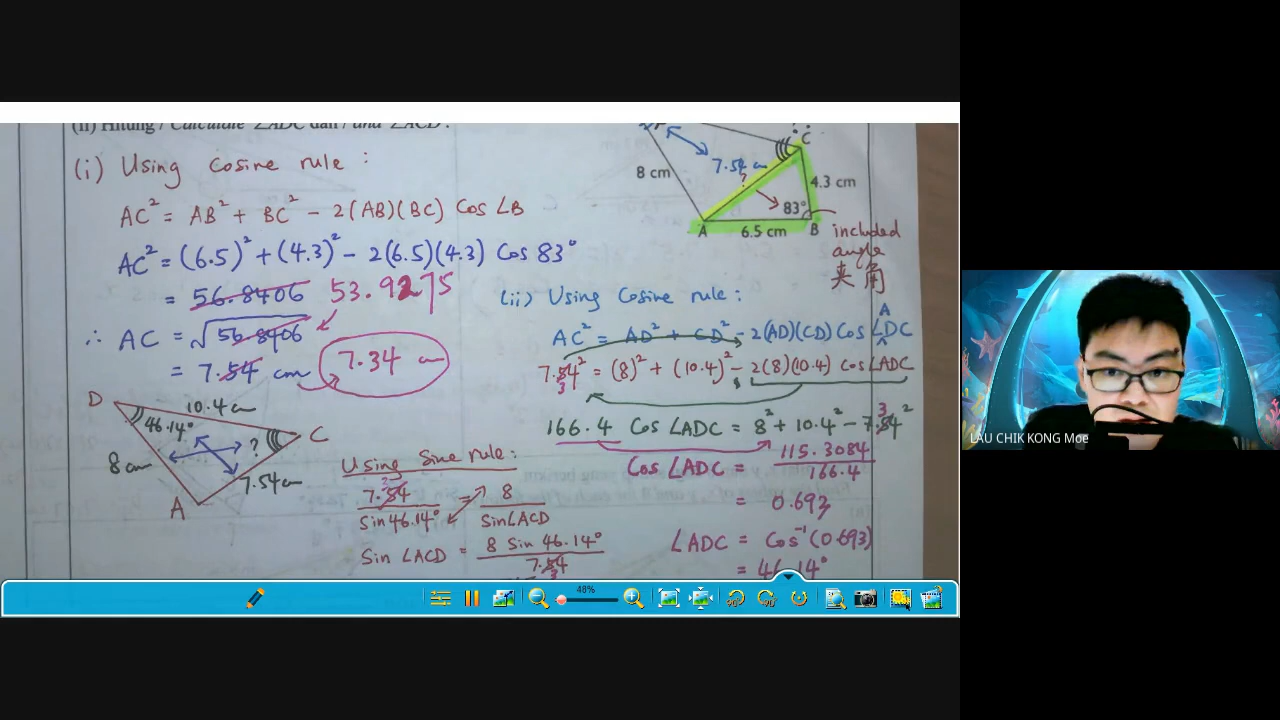 (ii) Hitung / Calculate ∠ADC dan / and ∠ACD .
(i) Using Cosine rule :
AC² = AB² + BC² - 2(AB)(BC) Cos ∠B
AC² = (6.5)² + (4.3)² - 2(6.5)(4.3) Cos 83°
= 56.8406 53.9275
∴ AC = √56.8406
= 7.54 cm 7.34 cm
8 cm
7.54 cm
?
C
4.3 cm
83°
A
6.5 cm
B
included
angle
夹角
(ii) Using Cosine rule :
A
AC² = AD² + CD² - 2(AD)(CD) Cos ∠DC
7.54² = (8)² + (10.4)² - 2(8)(10.4) Cos ∠ADC
3
3
166.4 Cos ∠ADC = 8² + 10.4² - 7.54²
Cos ∠ADC = 115.3084
166.4
= 0.693
∠ADC = Cos⁻¹(0.693)
= 46.14°
D
10.4 cm
46.14°
C
8 cm
?
7.54 cm
A
Using Sine rule :
3
7.54 = 8
Sin 46.14° Sin∠ACD
Sin ∠ACD = 8 Sin 46.14°
7.54
3
48%
LAU CHIK KONG Moe